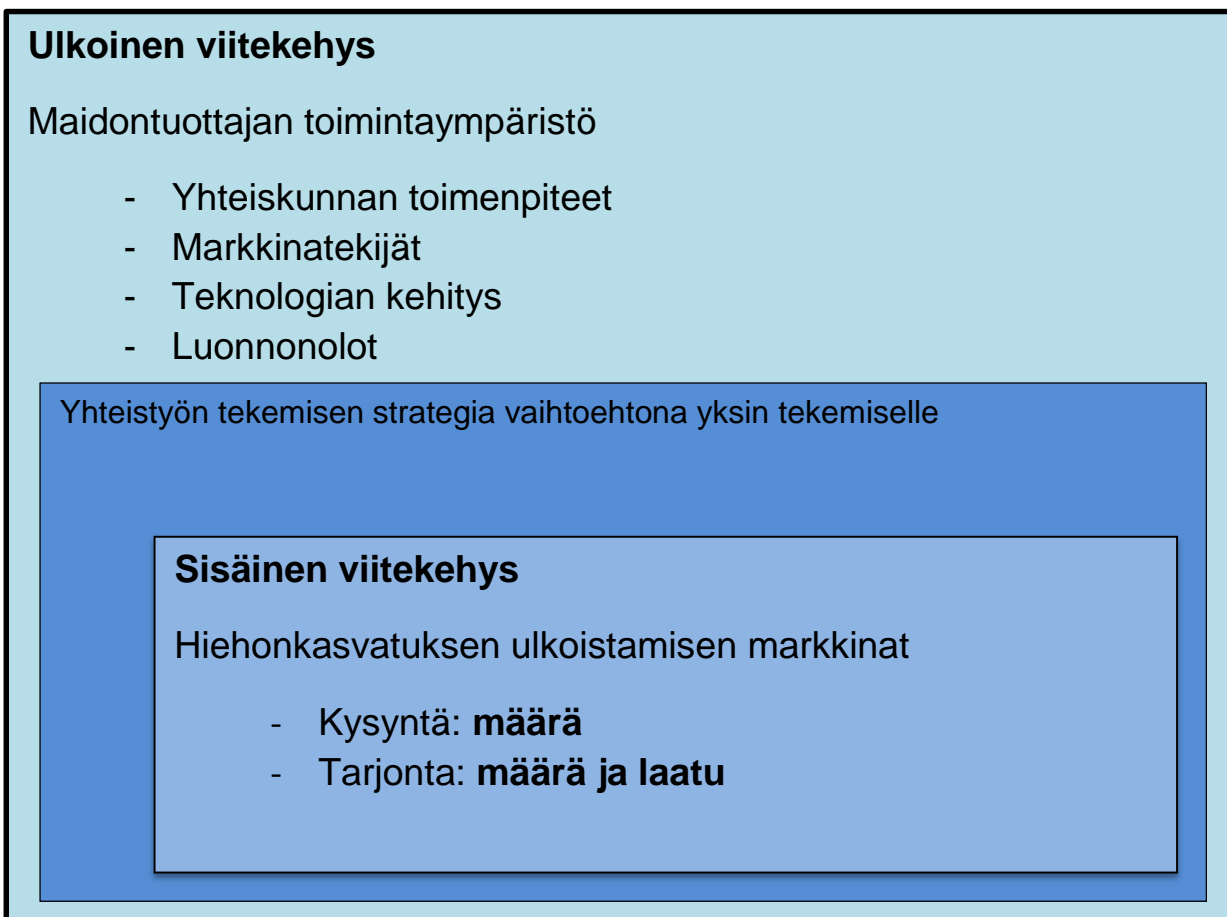 Ulkoinen viitekehys
Maidontuottajan toimintaympäristö
- Yhteiskunnan toimenpiteet
- Markkinatekijät
- Teknologian kehitys
- Luonnonolot
Yhteistyön tekemisen strategia vaihtoehtona yksin tekemiselle
Sisäinen viitekehys
Hiehonkasvatuksen ulkoistamisen markkinat
- Kysyntä: määrä
- Tarjonta: määrä ja laatu